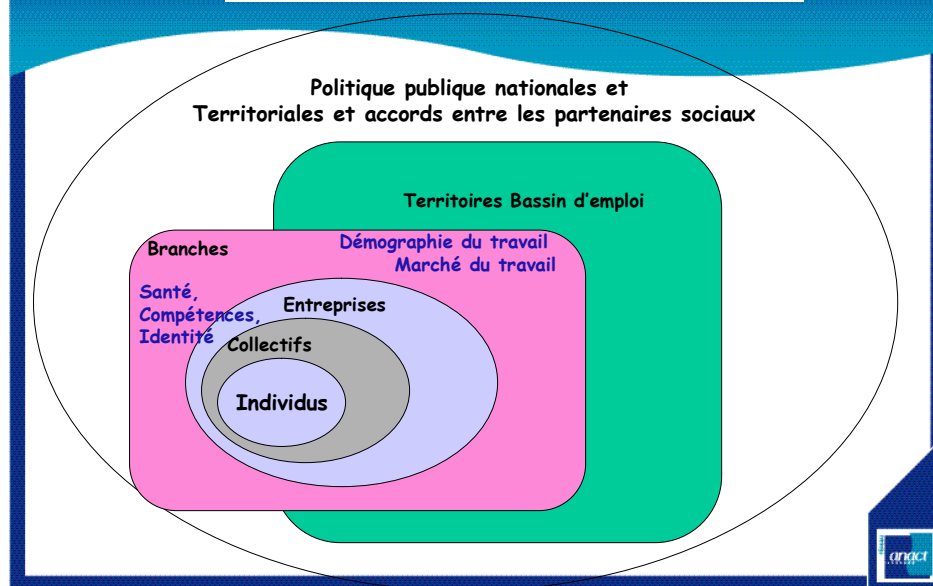 Politique publique nationales et
Territoriales et accords entre les partenaires sociaux
Territoires Bassin d'emploi
Branches
Démographie du travail
Marché du travail
Santé,
Compétences,
Identité
Entreprises
Collectifs
Individus
anact